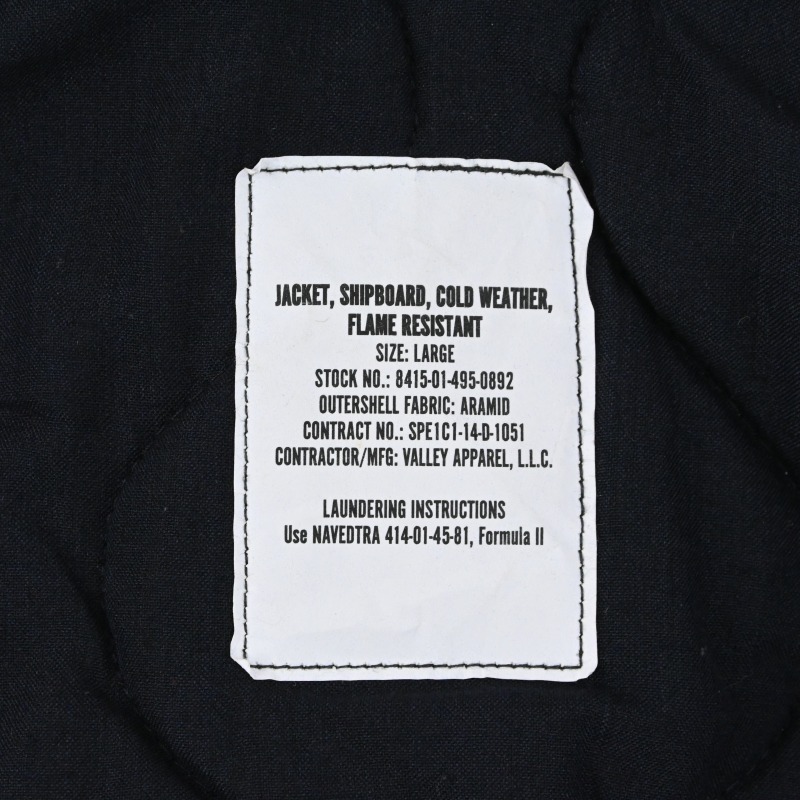 JACKET, SHIPBOARD, COLD WEATHER,
FLAME RESISTANT
SIZE: LARGE
STOCK NO.: 8415-01-495-0892
OUTERSHELL FABRIC: ARAMID
CONTRACT NO.: SPE1C1-14-D-1051
CONTRACTOR/MFG: VALLEY APPAREL, L.L.C.
LAUNDERING INSTRUCTIONS
Use NAVEDTRA 414-01-45-81, Formula II